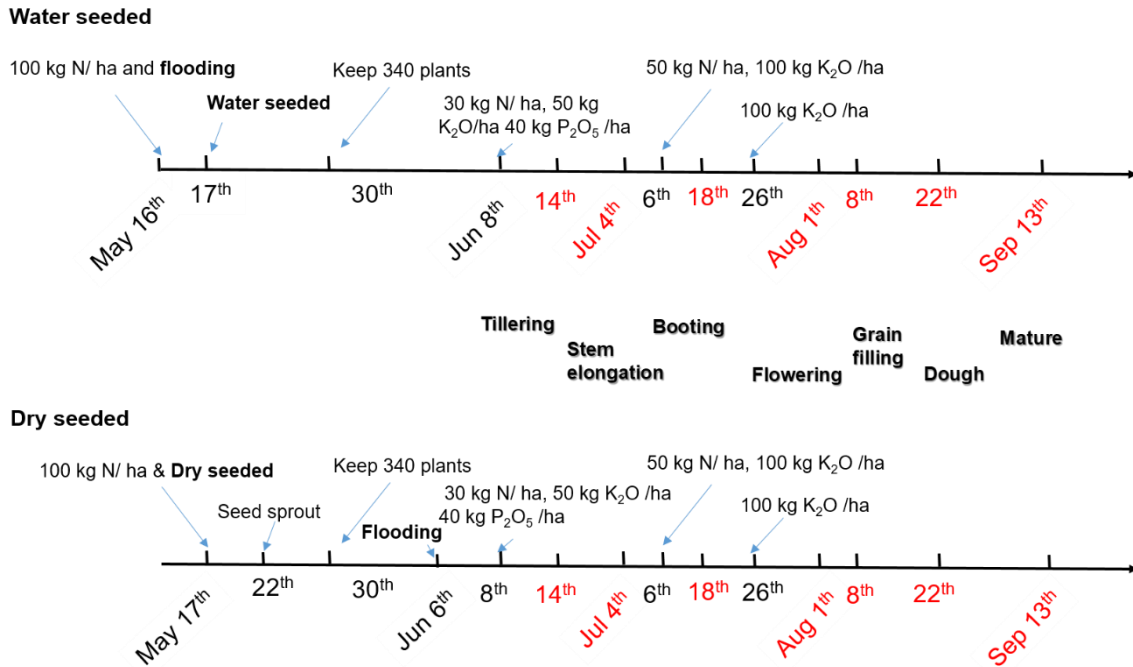 Water seeded
100 kg N/ ha and flooding
Keep 340 plants
50 kg N/ ha, 100 kg K₂O /ha
Water seeded
30 kg N/ ha, 50 kg
K₂O/ha 40 kg P₂O₅ /ha
100 kg K₂O /ha
May 16ᵗʰ
17ᵗʰ
30ᵗʰ
Jun 8ᵗʰ
14ᵗʰ
Jul 4ᵗʰ
6ᵗʰ
18ᵗʰ
26ᵗʰ
Aug 1ᵗʰ
8ᵗʰ
22ᵗʰ
Sep 13ᵗʰ
Tillering
Stem
elongation
Booting
Flowering
Grain
filling
Dough
Mature
Dry seeded
100 kg N/ ha & Dry seeded
Keep 340 plants
50 kg N/ ha, 100 kg K₂O /ha
Seed sprout
Flooding
30 kg N/ ha, 50 kg K₂O /ha
40 kg P₂O₅ /ha
100 kg K₂O /ha
May 17ᵗʰ
22ᵗʰ
30ᵗʰ
Jun 6ᵗʰ
8ᵗʰ
14ᵗʰ
Jul 4ᵗʰ
6ᵗʰ
18ᵗʰ
26ᵗʰ
Aug 1ᵗʰ
8ᵗʰ
22ᵗʰ
Sep 13ᵗʰ